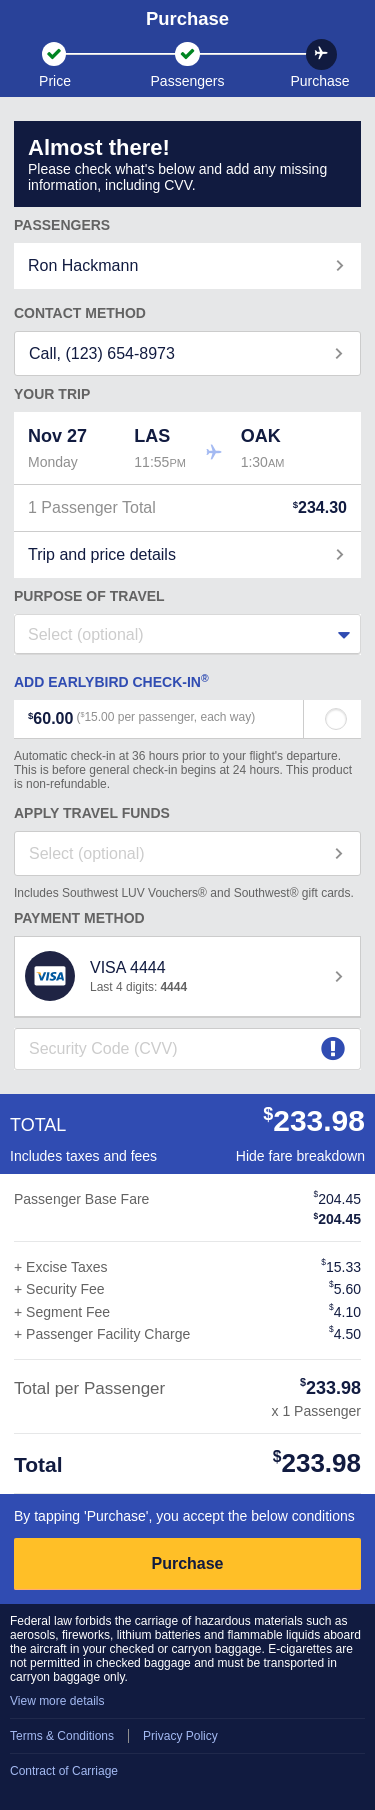 Purchase
Price
Passengers
Purchase
Almost there!
Please check what's below and add any missing
information, including CVV.
PASSENGERS
Ron Hackmann
CONTACT METHOD
Call, (123) 654-8973
YOUR TRIP
Nov 27 LAS OAK
Monday 11:55PM 1:30AM
1 Passenger Total $234.30
Trip and price details
PURPOSE OF TRAVEL
Select (optional)
ADD EARLYBIRD CHECK-IN®
$60.00 ($15.00 per passenger, each way)
Automatic check-in at 36 hours prior to your flight's departure.
This is before general check-in begins at 24 hours. This product
is non-refundable.
APPLY TRAVEL FUNDS
Select (optional)
Includes Southwest LUV Vouchers® and Southwest® gift cards.
PAYMENT METHOD
VISA
VISA 4444
Last 4 digits: 4444
Security Code (CVV)
TOTAL $233.98
Includes taxes and fees Hide fare breakdown
Passenger Base Fare $204.45
$204.45
+ Excise Taxes $15.33
+ Security Fee $5.60
+ Segment Fee $4.10
+ Passenger Facility Charge $4.50
Total per Passenger $233.98
x 1 Passenger
Total $233.98
By tapping 'Purchase', you accept the below conditions
Purchase
Federal law forbids the carriage of hazardous materials such as
aerosols, fireworks, lithium batteries and flammable liquids aboard
the aircraft in your checked or carryon baggage. E-cigarettes are
not permitted in checked baggage and must be transported in
carryon baggage only.
View more details
Terms & Conditions Privacy Policy
Contract of Carriage